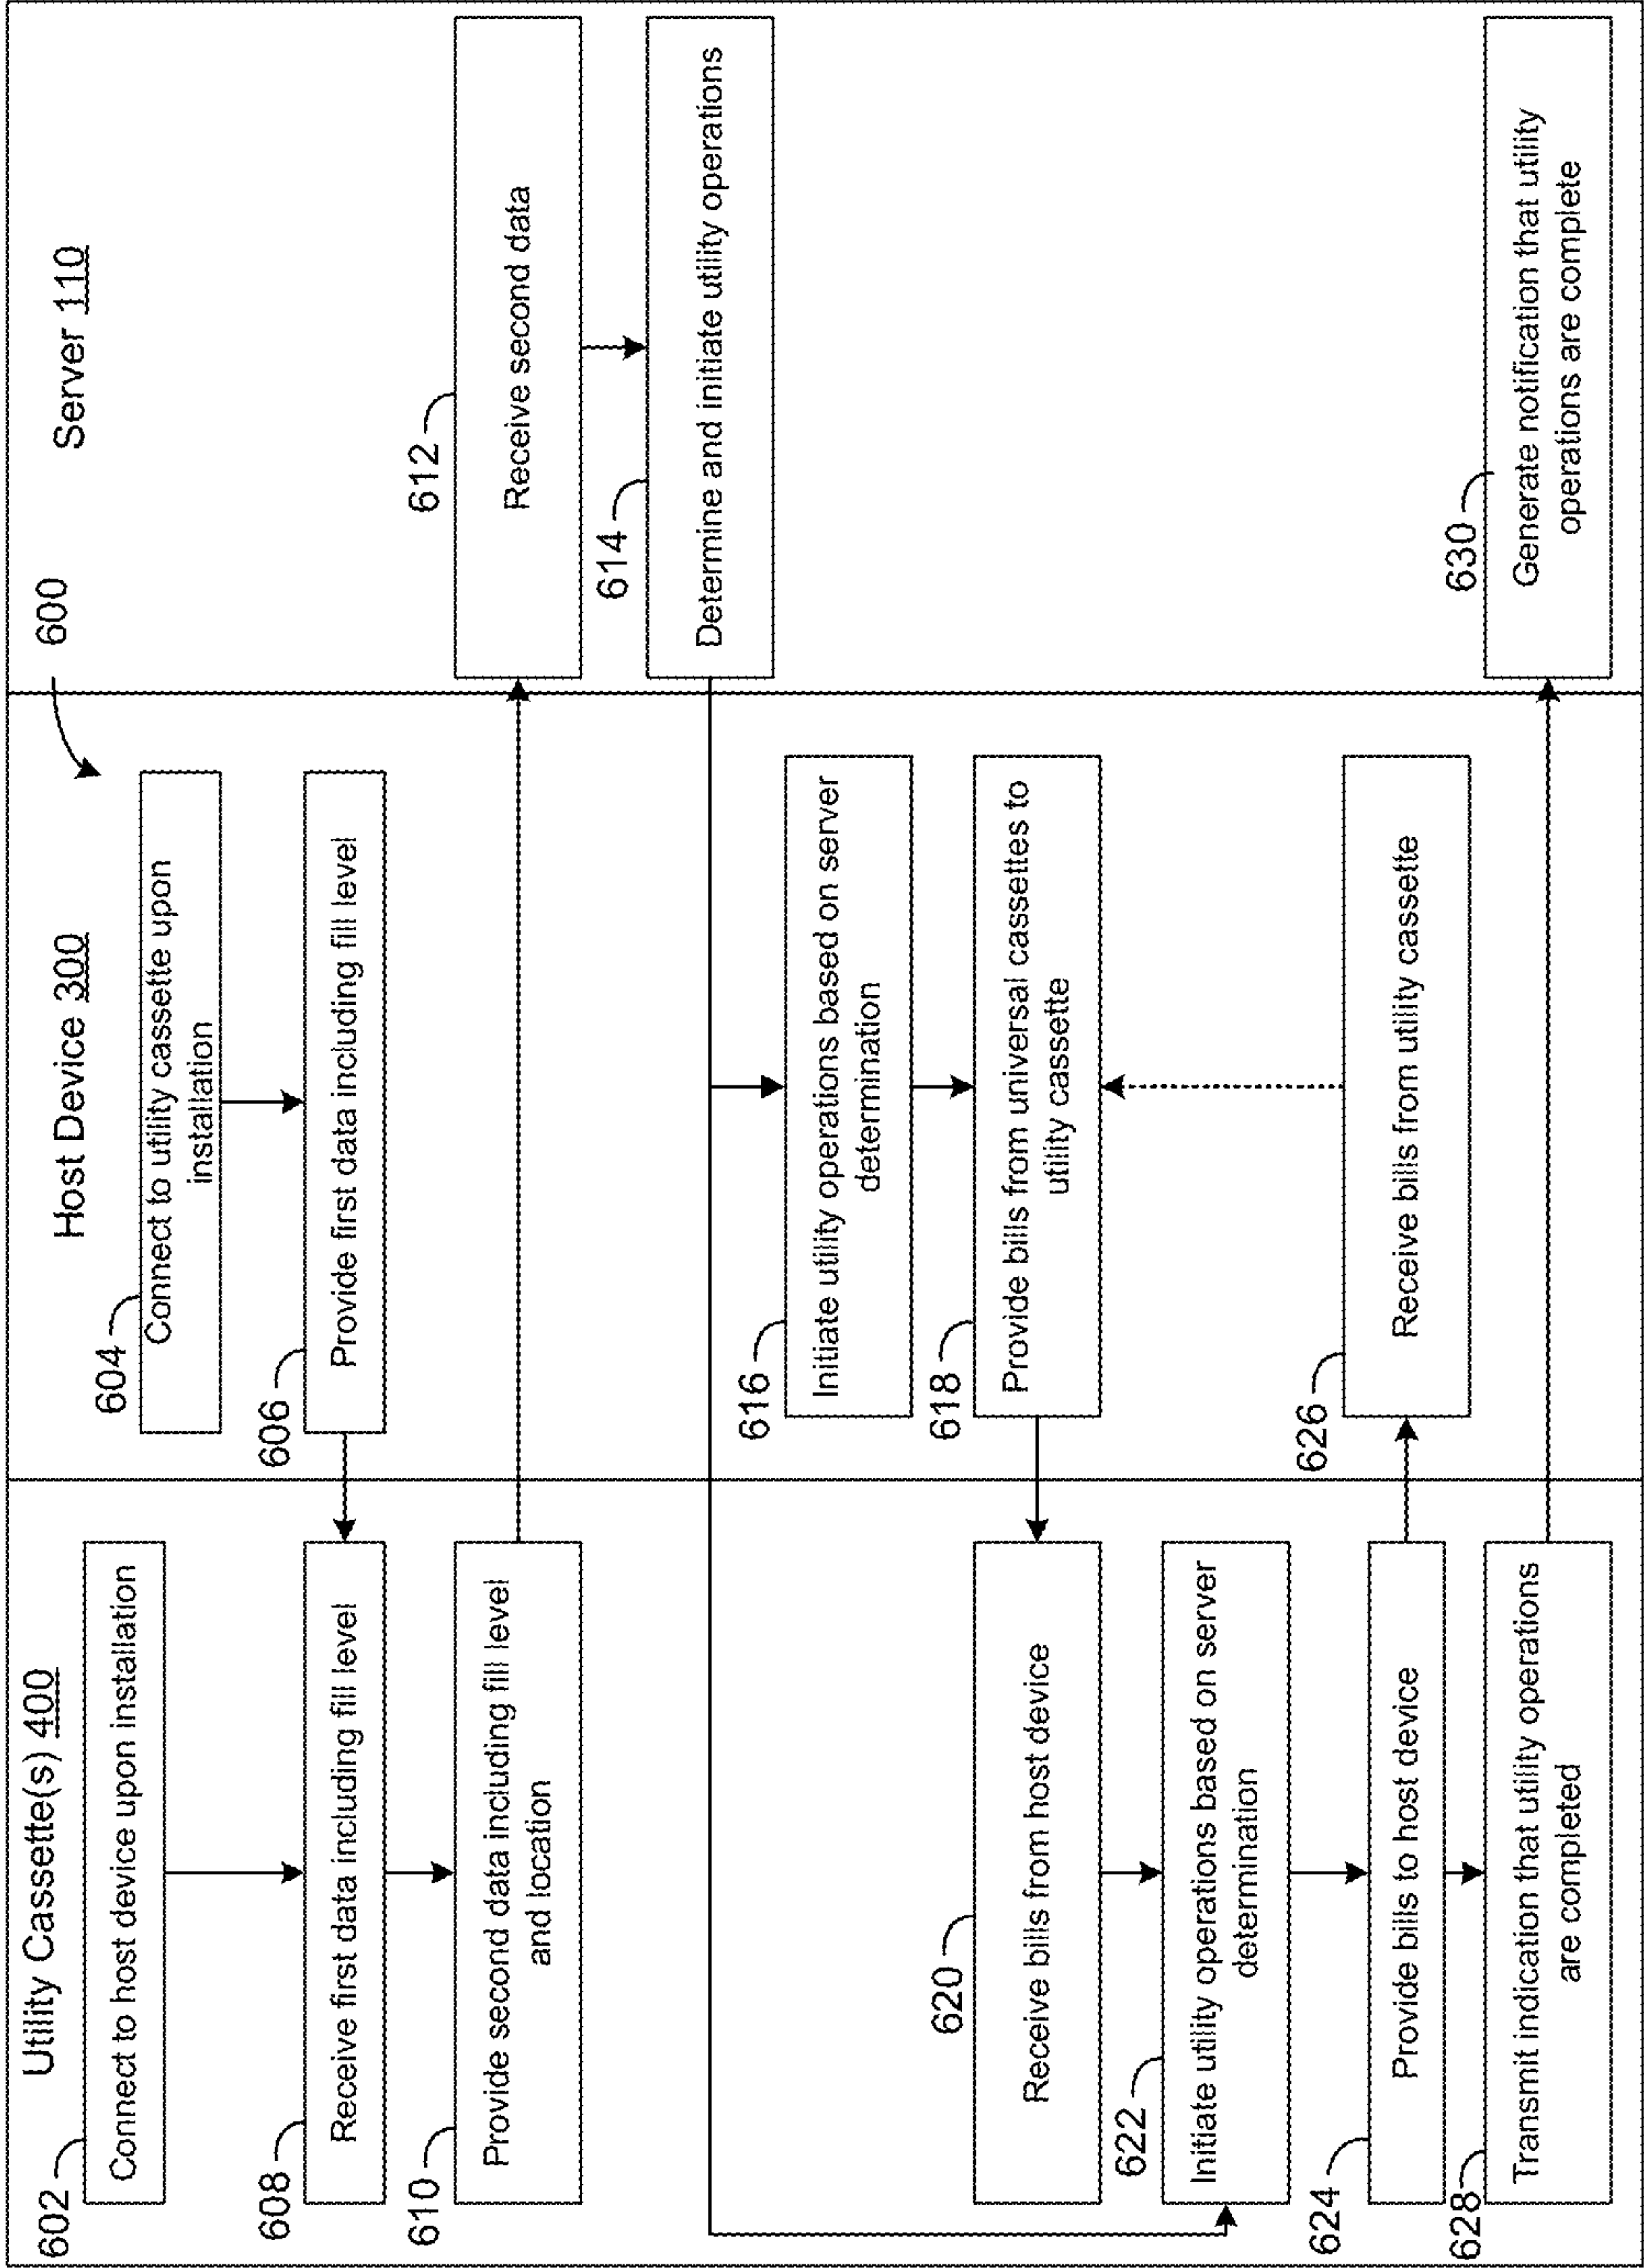 Utility Cassette(s) 400
Host Device 300
600
Server 110
602
Connect to host device upon installation
604
Connect to utility cassette upon
installation
606
Provide first data including fill level
608
Receive first data including fill level
610
Provide second data including fill level
and location
612
Receive second data
614
Determine and initiate utility operations
616
Initiate utility operations based on server
determination
618
Provide bills from universal cassettes to
utility cassette
620
Receive bills from host device
622
Initiate utility operations based on server
determination
624
Provide bills to host device
626
Receive bills from utility cassette
628
Transmit indication that utility operations
are completed
630
Generate notification that utility
operations are complete